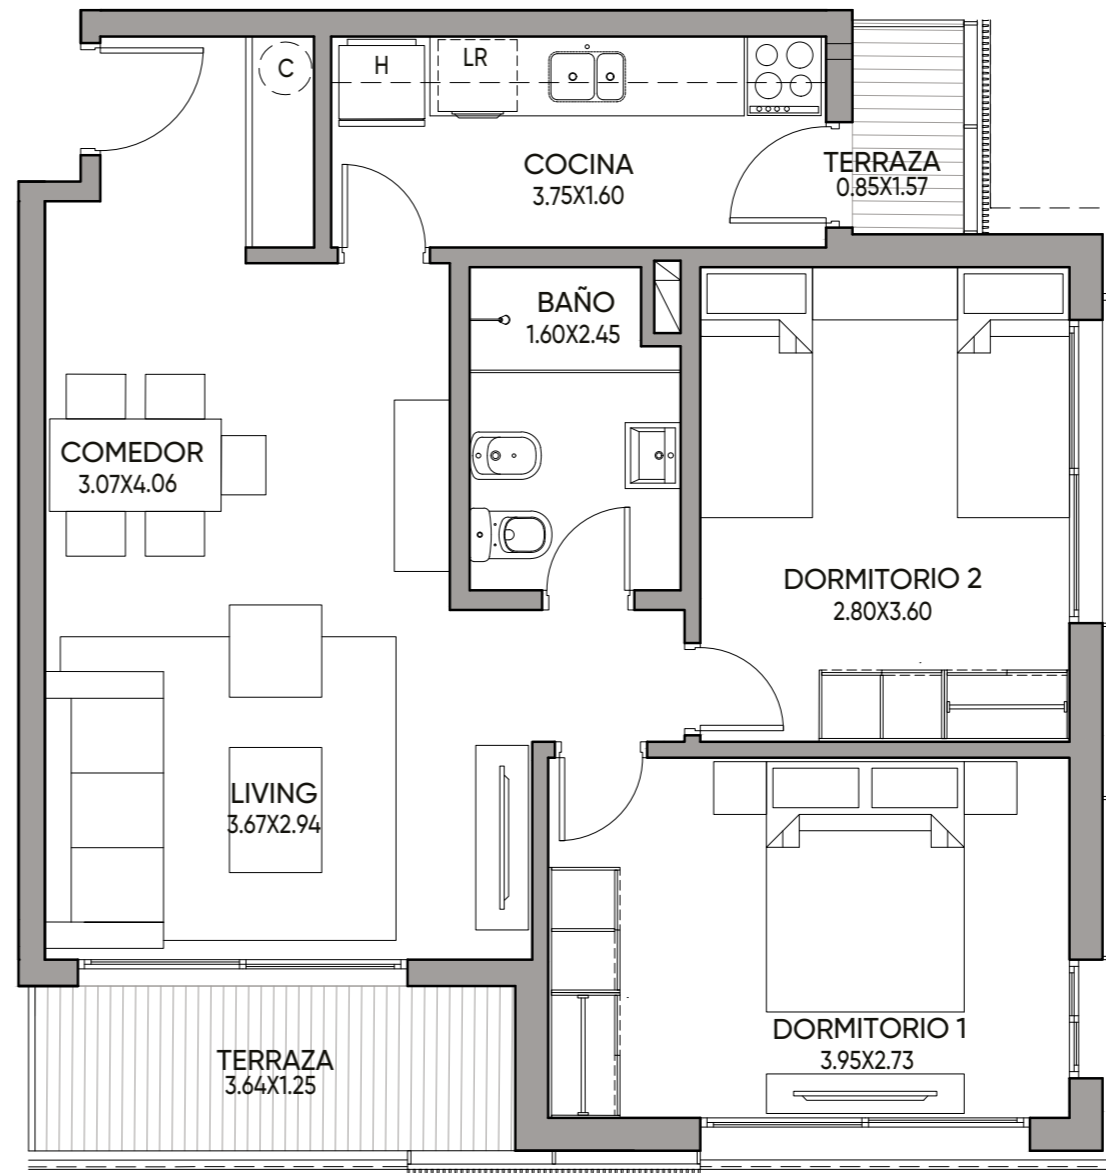 C
H
LR
COCINA
3.75X1.60
TERRAZA
0.85X1.57
BAÑO
1.60X2.45
COMEDOR
3.07X4.06
DORMITORIO 2
2.80X3.60
LIVING
3.67X2.94
DORMITORIO 1
3.95X2.73
TERRAZA
3.64X1.25